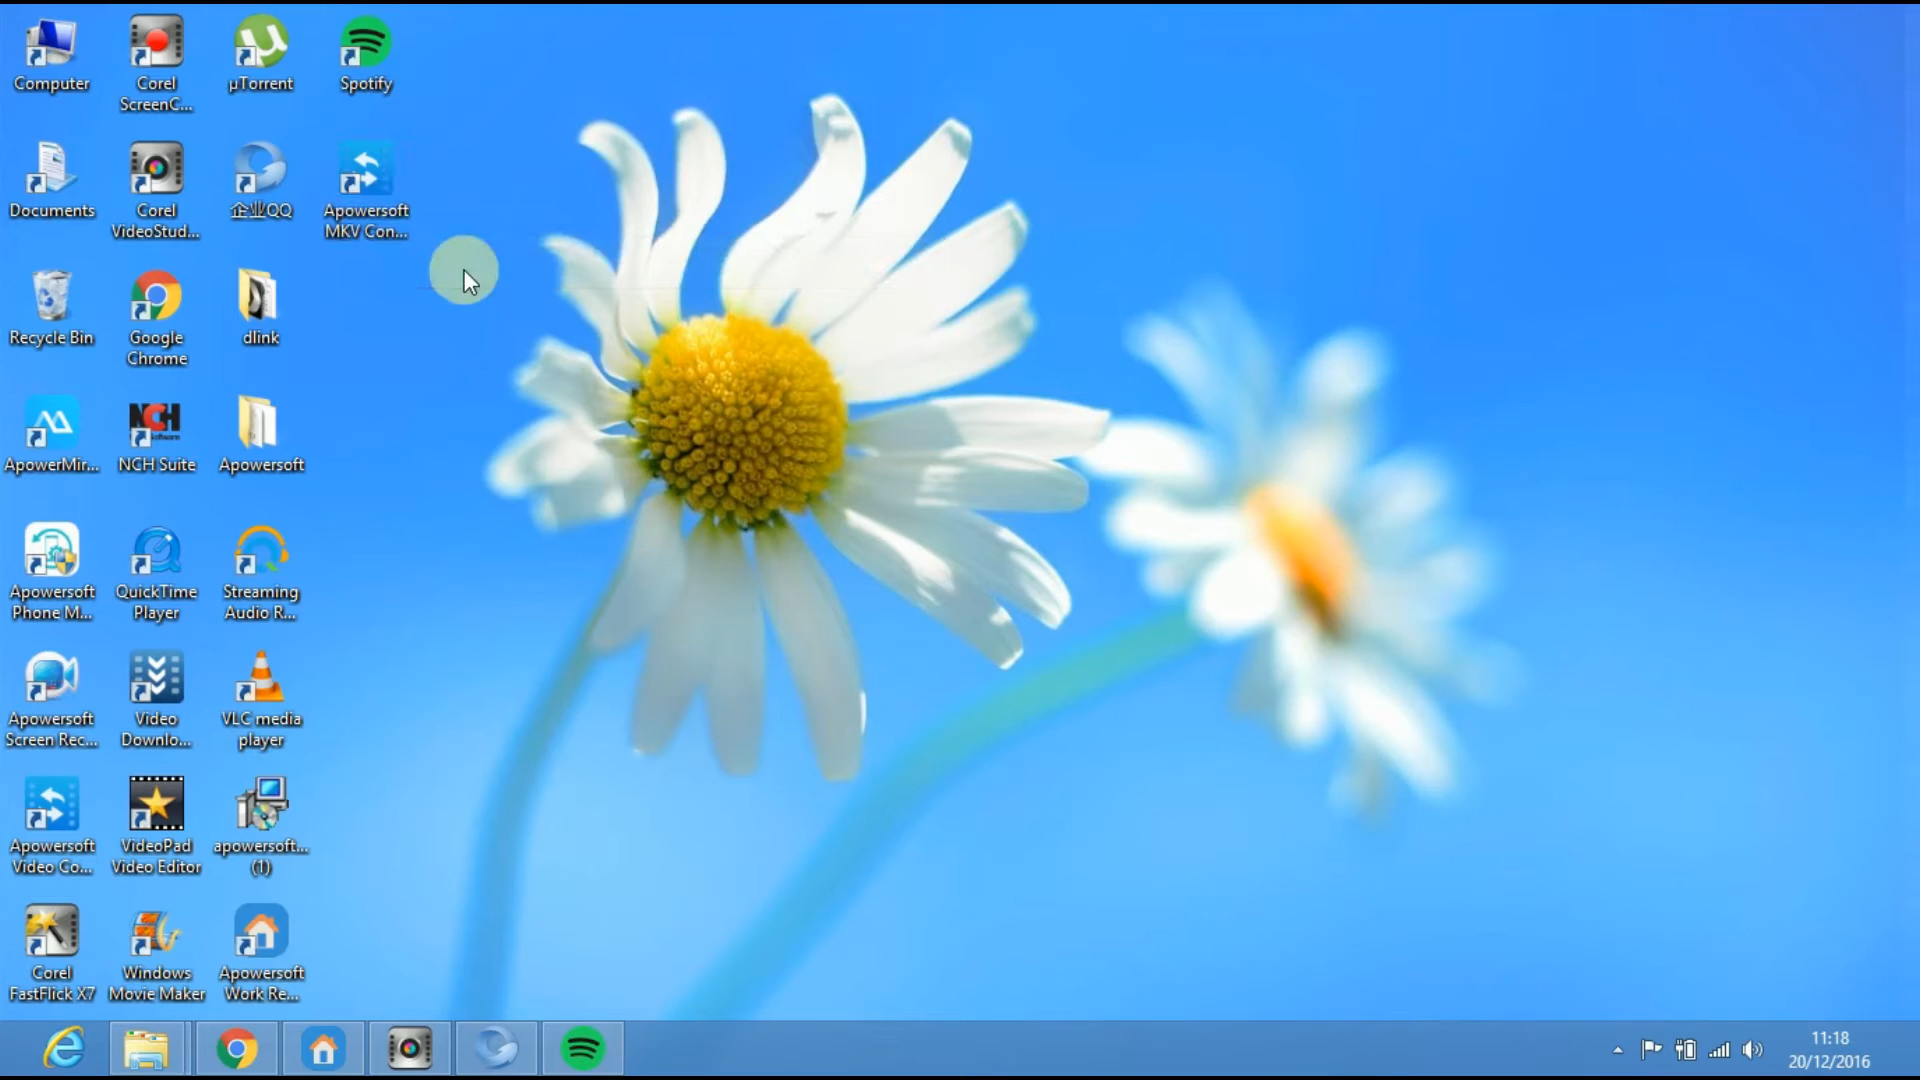 Computer
Corel
ScreenC...
µTorrent
Spotify
Documents
Corel
VideoStud...
企业QQ
Apowersoft
MKV Con...
Recycle Bin
Google
Chrome
dlink
ApowerMir...
NCH
NCH Suite
Apowersoft
Apowersoft
Phone M...
QuickTime
Player
Streaming
Audio R...
Apowersoft
Screen Rec...
Video
Downlo...
VLC media
player
Apowersoft
Video Co...
VideoPad
Video Editor
apowersoft...
(1)
Corel
FastFlick X7
Windows
Movie Maker
Apowersoft
Work Re...
11:18
20/12/2016